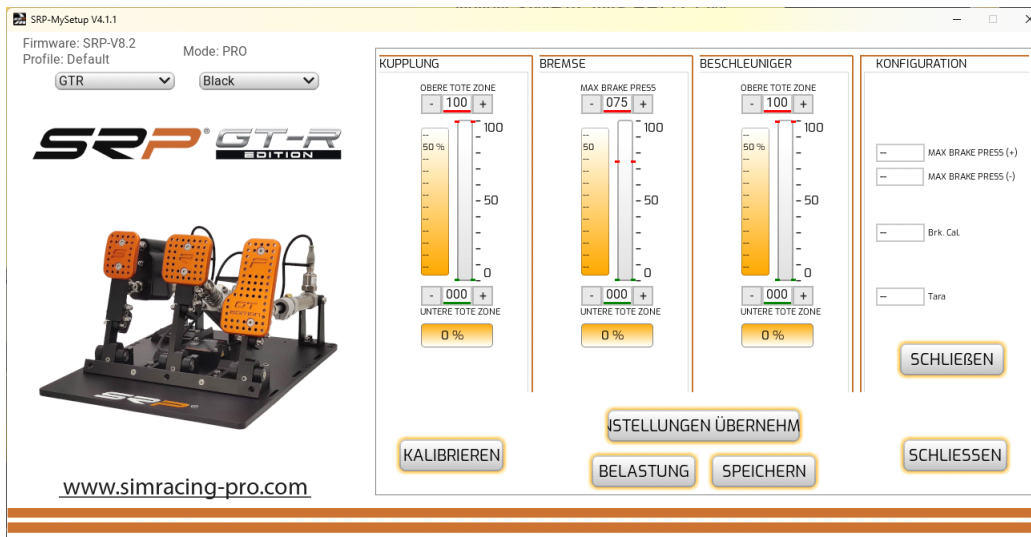 SRP-MySetup V4.1.1
Firmware: SRP-V8.2
Profile: Default
Mode: PRO
GTR
Black
SRP
GT-R
EDITION
SRP
www.simracing-pro.com
KUPPLUNG
OBERE TOTE ZONE
- 100 +
50 %
100
50
0
- 000 +
UNTERE TOTE ZONE
0 %
BREMSE
MAX BRAKE PRESS
- 075 +
50
100
50
0
- 000 +
UNTERE TOTE ZONE
0 %
BESCHLEUNIGER
OBERE TOTE ZONE
- 100 +
50 %
100
50
0
- 000 +
UNTERE TOTE ZONE
0 %
KONFIGURATION
-- MAX BRAKE PRESS (+)
-- MAX BRAKE PRESS (-)
-- Brk. Cal.
-- Tara
SCHLIEßEN
KALIBRIEREN
NSTELLUNGEN ÜBERNEHM
BELASTUNG
SPEICHERN
SCHLIESSEN